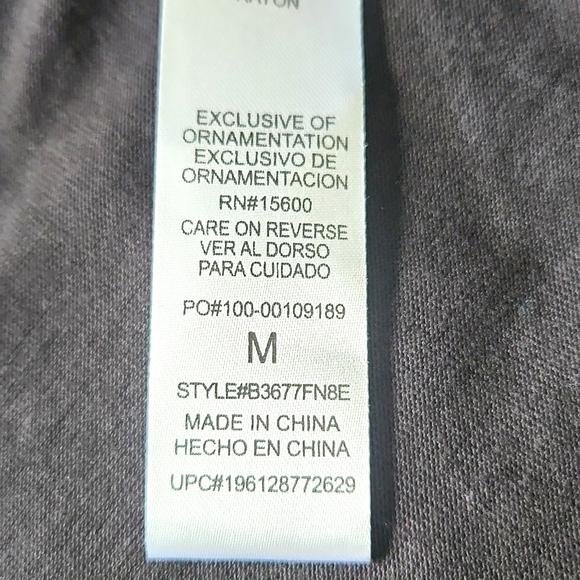 RAYON
EXCLUSIVE OF
ORNAMENTATION
EXCLUSIVO DE
ORNAMENTACION
RN#15600
CARE ON REVERSE
VER AL DORSO
PARA CUIDADO
PO#100-00109189
M
STYLE#B3677FN8E
MADE IN CHINA
HECHO EN CHINA
UPC#196128772629